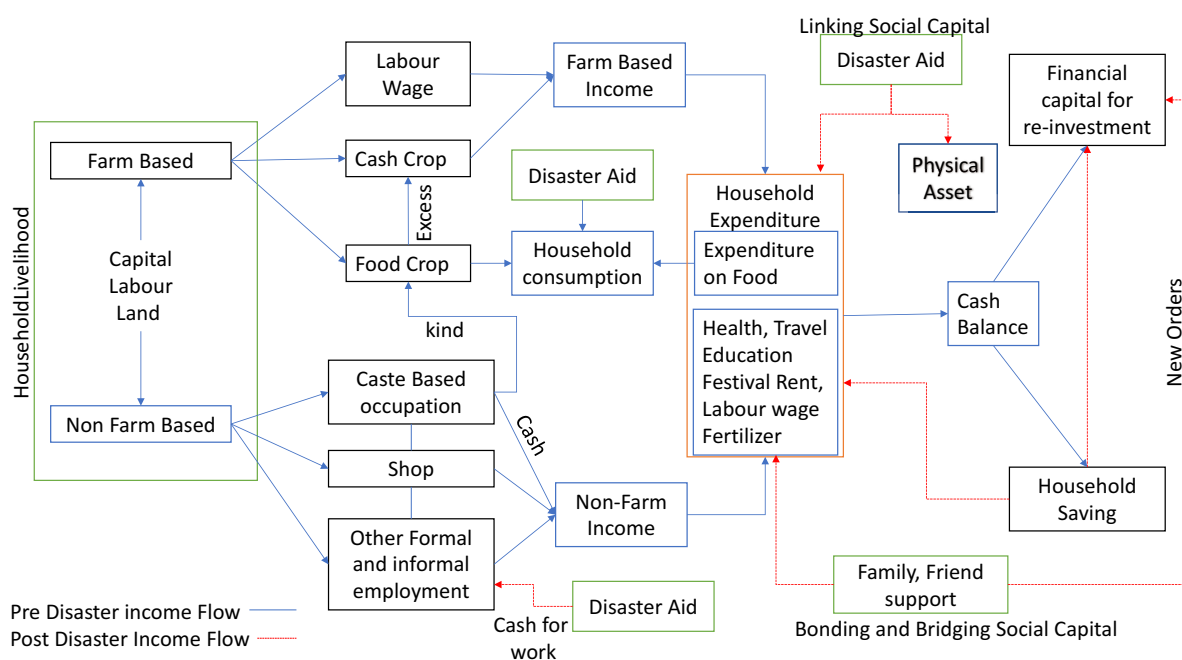 Linking Social Capital
Disaster Aid
Labour
Wage
Farm Based
Income
Financial
capital for
re-investment
HouseholdLivelihood
Farm Based
Cash Crop
Disaster Aid
Physical
Asset
Excess
Household
Expenditure
Capital
Labour
Land
Food Crop
Household
consumption
Expenditure
on Food
kind
Cash
Balance
New Orders
Health, Travel
Education
Festival Rent,
Labour wage
Fertilizer
Non Farm Based
Caste Based
occupation
Cash
Shop
Non-Farm
Income
Household
Saving
Other Formal
and informal
employment
Disaster Aid
Cash for
work
Family, Friend
support
Bonding and Bridging Social Capital
Pre Disaster income Flow
Post Disaster Income Flow